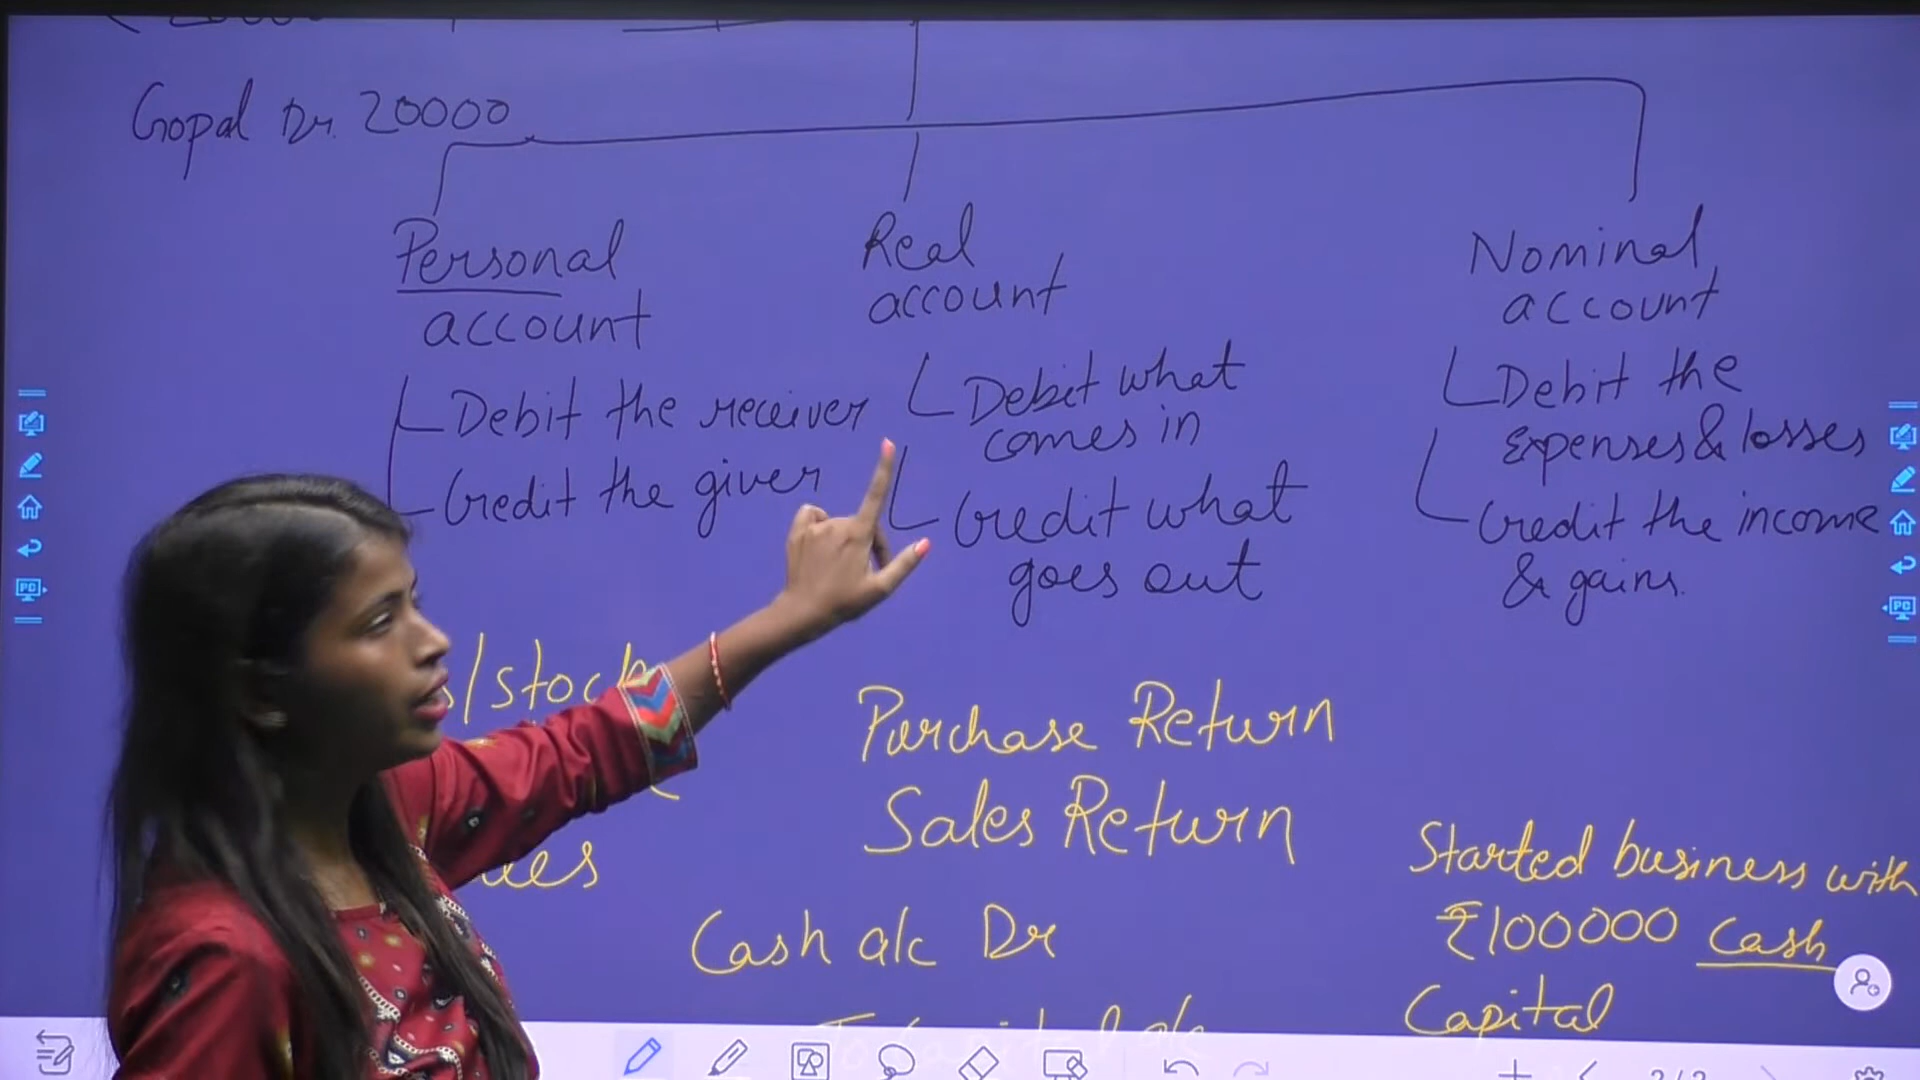 Gopal Dr. 20000
Personal
account
Debit the receiver
Credit the giver
Real
account
Debit what
comes in
Credit what
goes out
Nominal
account
Debit the
Expenses & losses
Credit the income
& gains.
/stock
Purchase Return
Sales Return
Cash a/c Dr
Started business with
₹100000 Cash
Capital
PC
PC